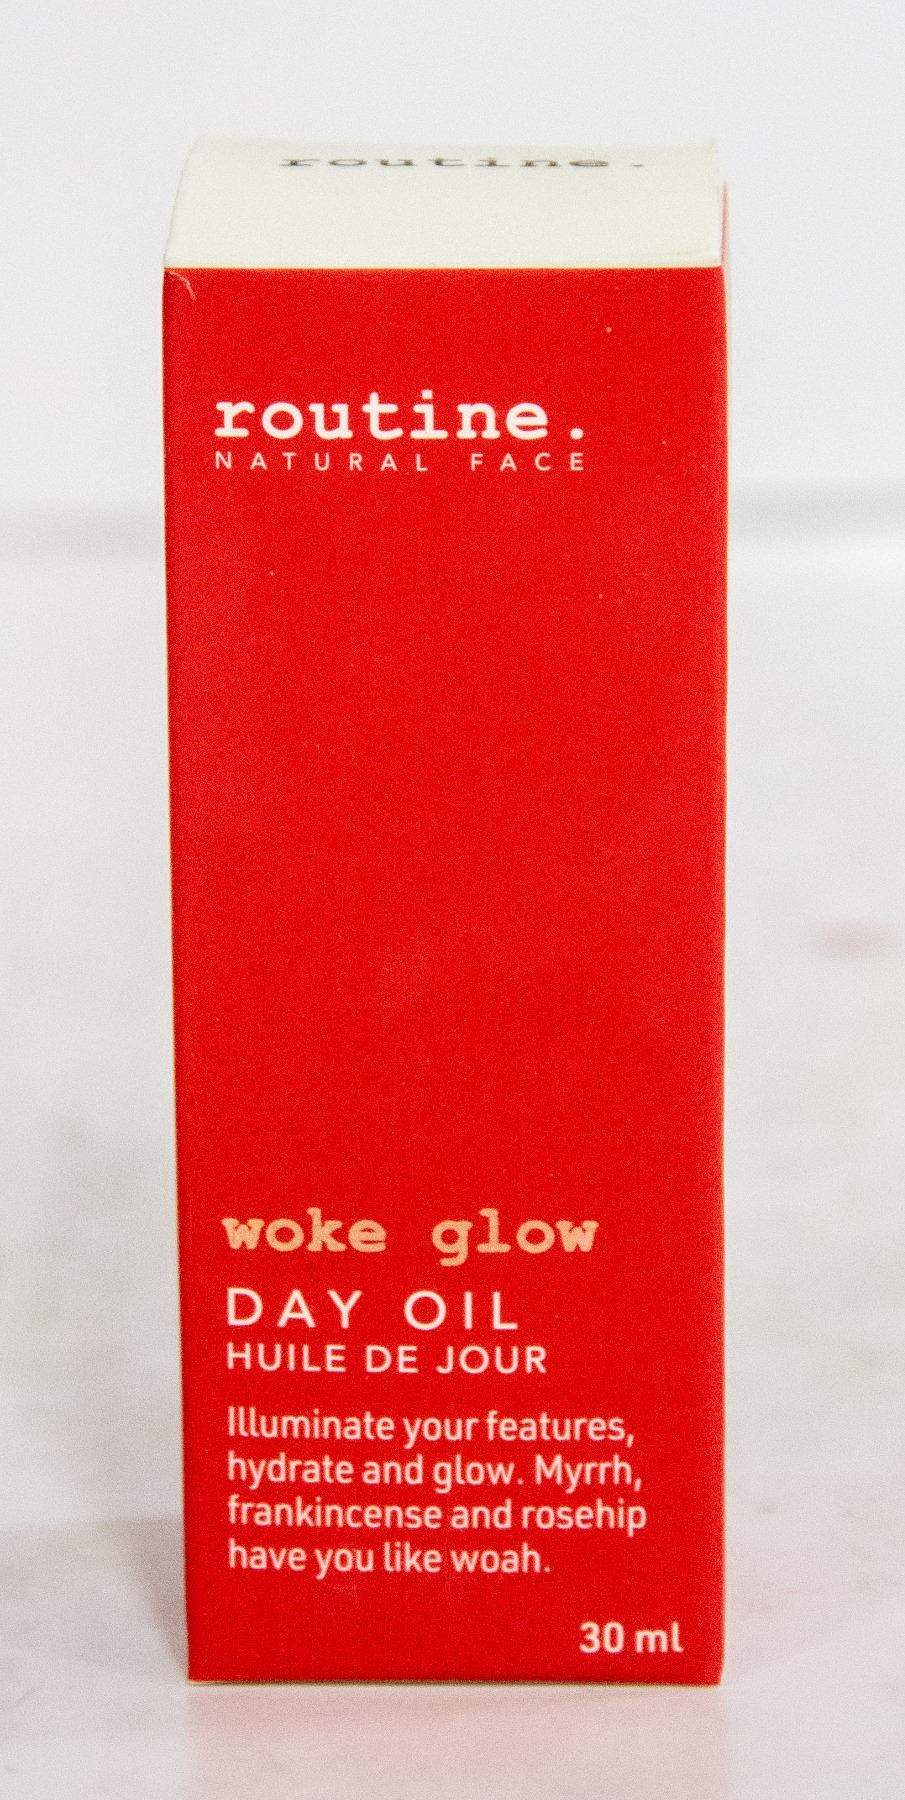 routine.
routine.
NATURAL FACE
woke glow
DAY OIL
HUILE DE JOUR
Illuminate your features,
hydrate and glow. Myrrh,
frankincense and rosehip
have you like woah.
30 ml